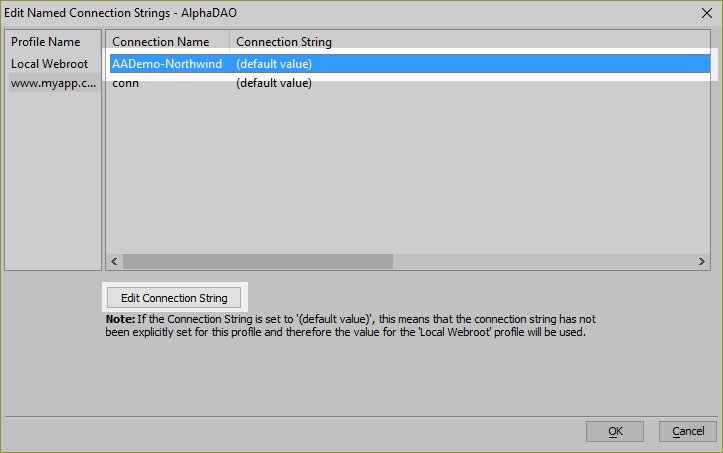 Edit Named Connection Strings - AlphaDAO
Profile Name
Local Webroot
www.myapp.c...
Connection Name Connection String
AADemo-Northwind (default value)
conn (default value)
Edit Connection String
Note: If the Connection String is set to '(default value)', this means that the connection string has not
been explicitly set for this profile and therefore the value for the 'Local Webroot' profile will be used.
OK Cancel